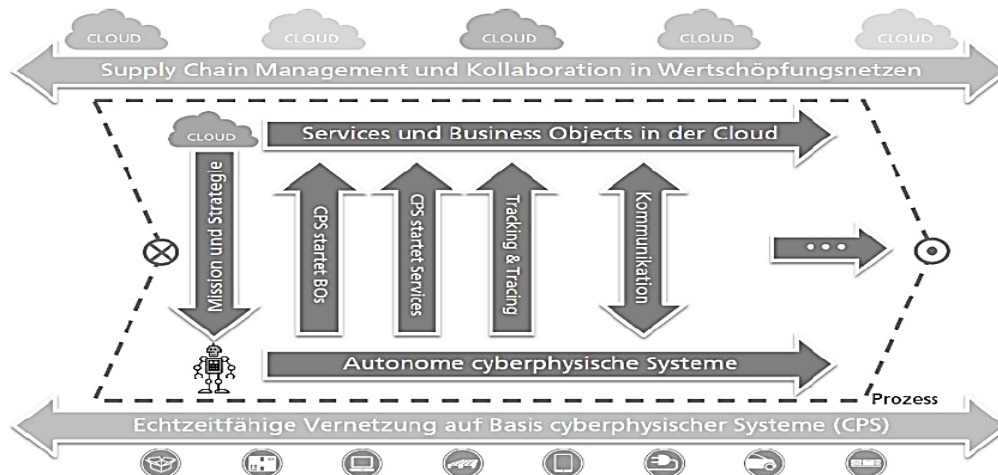 CLOUD
CLOUD
CLOUD
CLOUD
CLOUD
Supply Chain Management und Kollaboration in Wertschöpfungsnetzen
CLOUD
Services und Business Objects in der Cloud
Mission und Strategie
CPS startet BOs
CPS startet Services
Tracking & Tracing
Kommunikation
Autonome cyberphysische Systeme
Prozess
Echtzeitfähige Vernetzung auf Basis cyberphysischer Systeme (CPS)